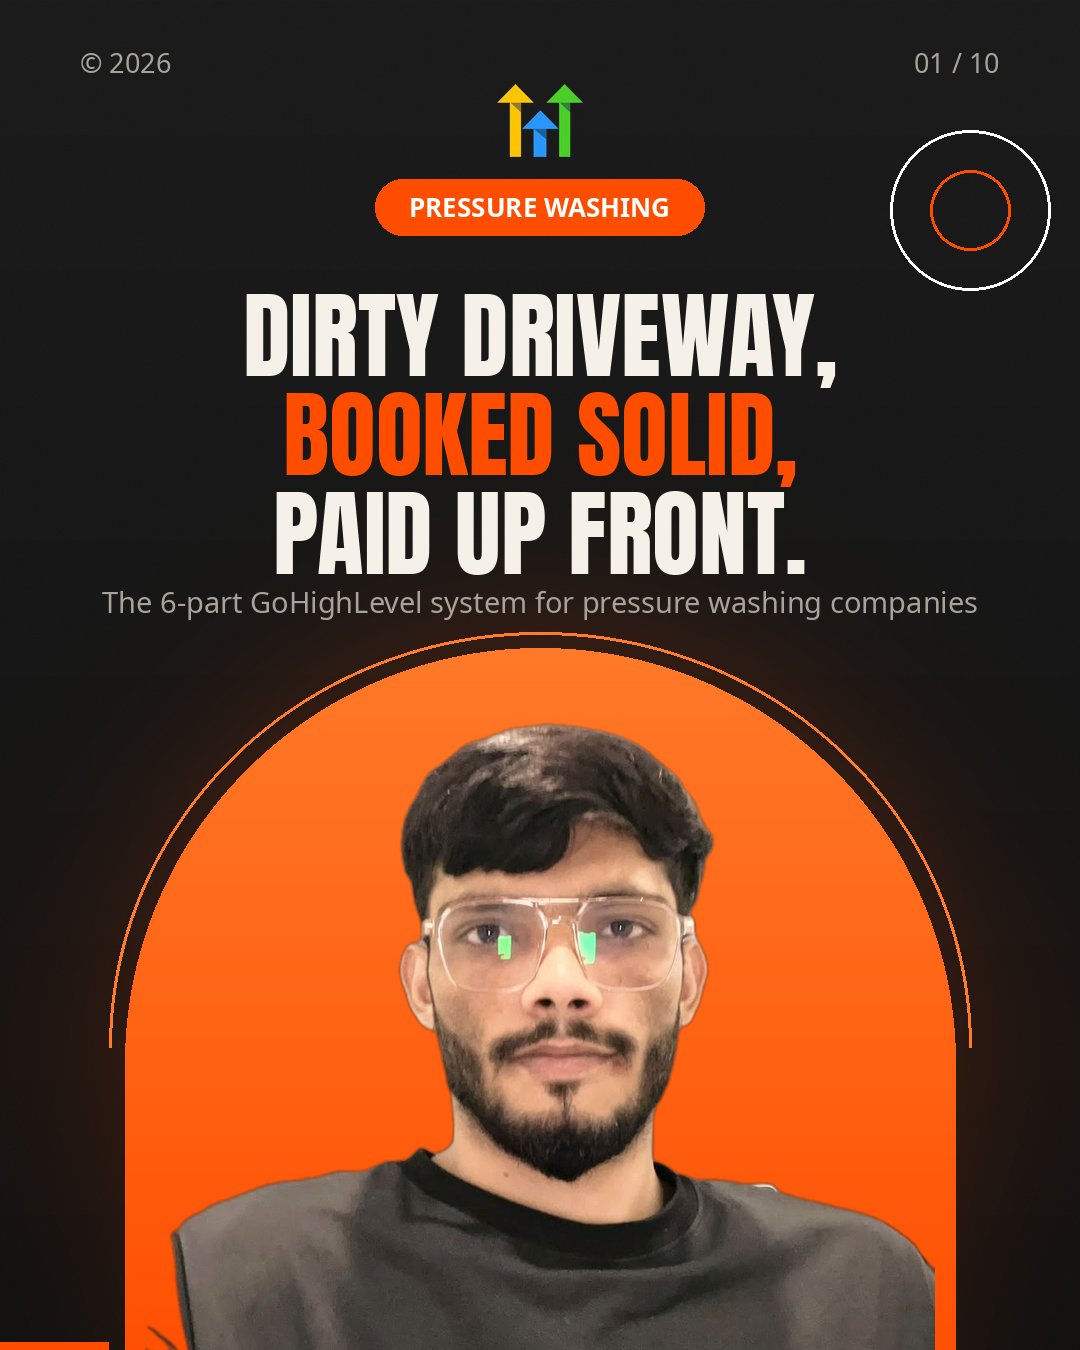 © 2026
01 / 10
PRESSURE WASHING
DIRTY DRIVEWAY,
BOOKED SOLID,
PAID UP FRONT.
The 6-part GoHighLevel system for pressure washing companies